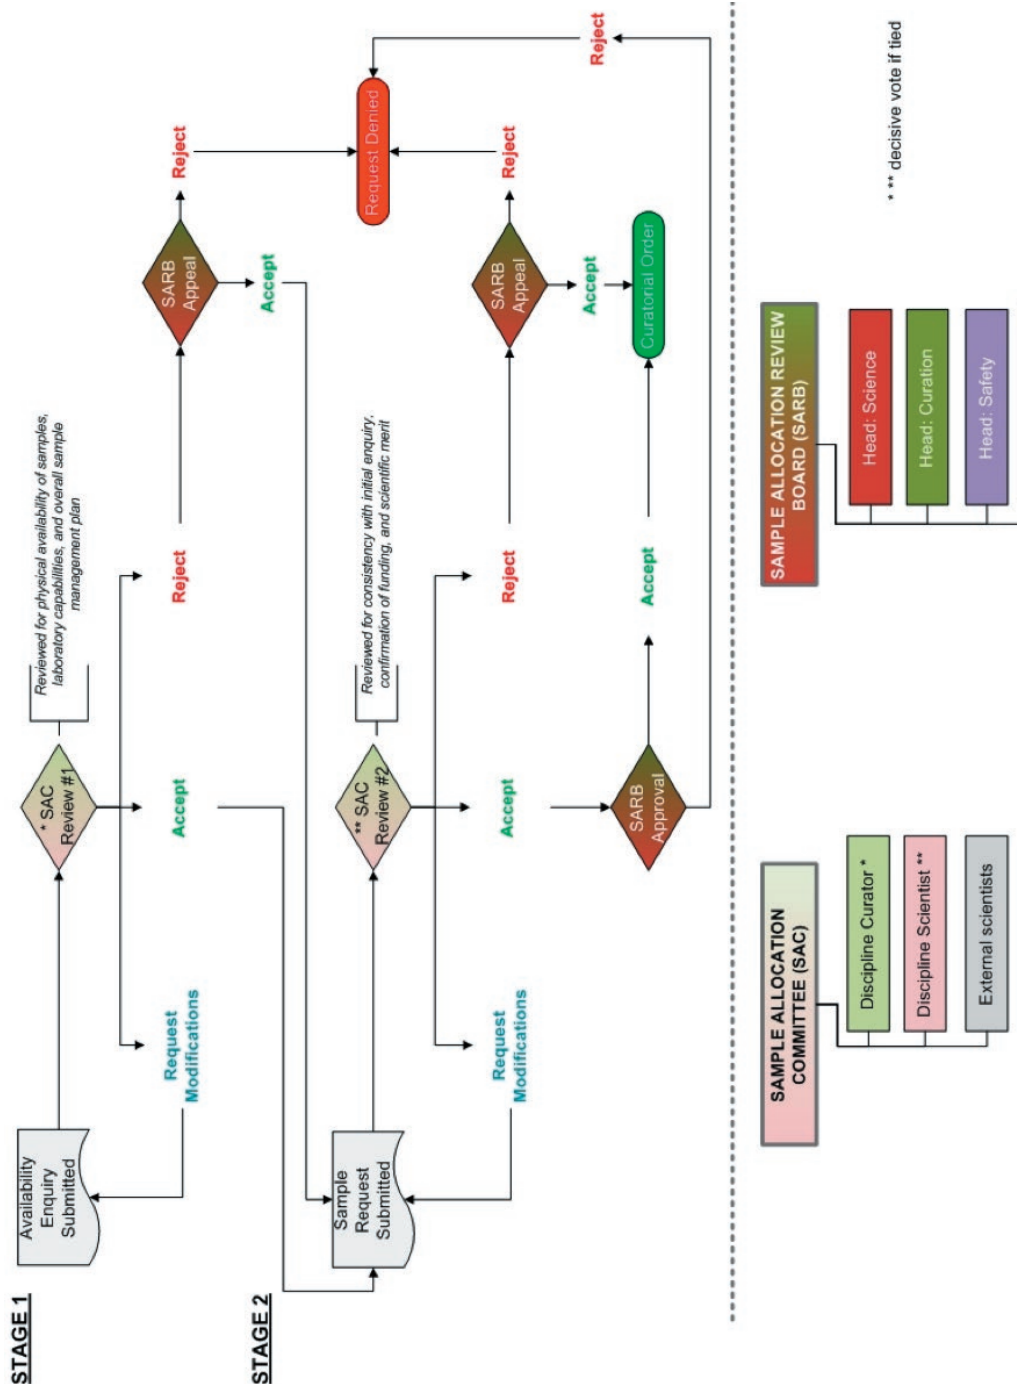 STAGE 1
Availability
Enquiry
Submitted
* SAC
Review #1
Reviewed for physical availability of samples,
laboratory capabilities, and overall sample
management plan
Request
Modifications
Accept
Reject
SARB
Appeal
Reject
Accept
Request Denied
STAGE 2
Sample
Request
Submitted
** SAC
Review #2
Reviewed for consistency with initial enquiry,
confirmation of funding, and scientific merit
Request
Modifications
Accept
Reject
SARB
Appeal
Reject
Accept
SARB
Approval
Accept
Curatorial Order
Reject
SAMPLE ALLOCATION
COMMITTEE (SAC)
Discipline Curator *
Discipline Scientist **
External scientists
SAMPLE ALLOCATION REVIEW
BOARD (SARB)
Head: Science
Head: Curation
Head: Safety
* ** decisive vote if tied